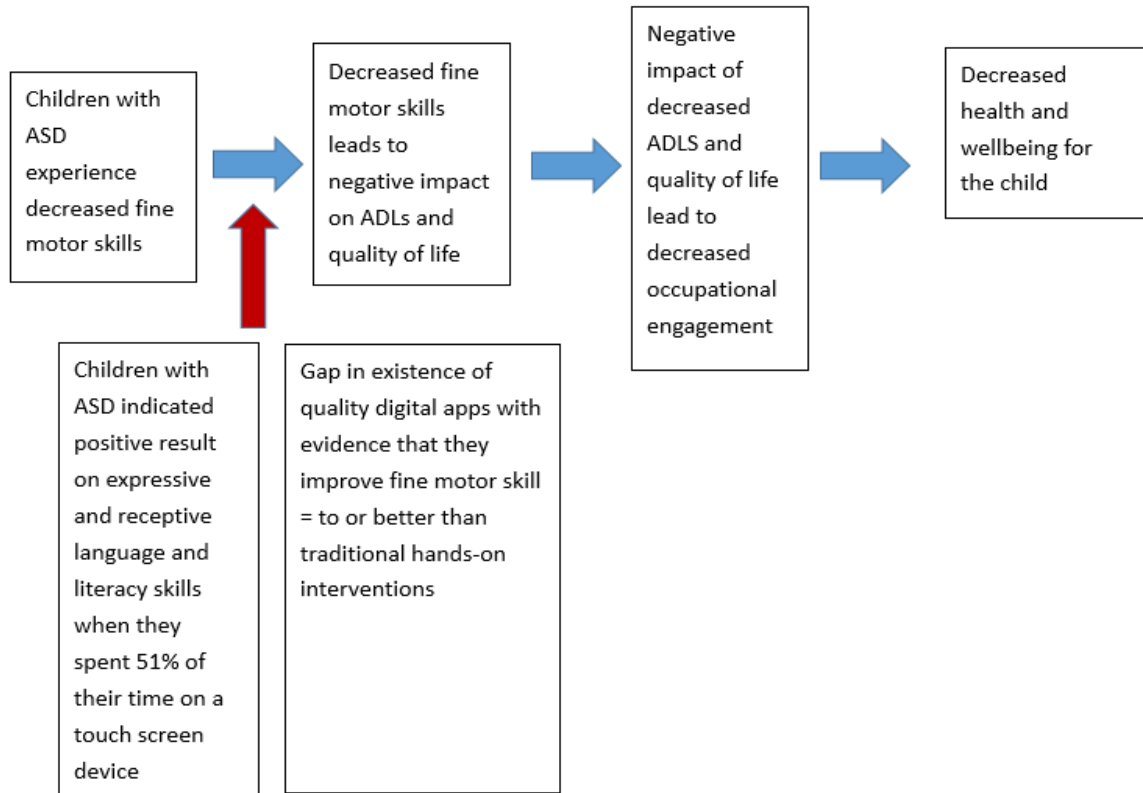 Children with
ASD
experience
decreased fine
motor skills
Decreased fine
motor skills
leads to
negative impact
on ADLs and
quality of life
Negative
impact of
decreased
ADLS and
quality of life
lead to
decreased
occupational
engagement
Decreased
health and
wellbeing for
the child
Children with
ASD indicated
positive result
on expressive
and receptive
language and
literacy skills
when they
spent 51% of
their time on a
touch screen
device
Gap in existence of
quality digital apps with
evidence that they
improve fine motor skill
= to or better than
traditional hands-on
interventions